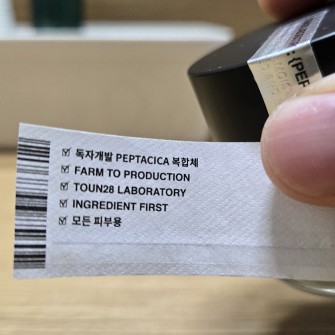 {PEP
☑ 독자개발 PEPTACICA 복합체
☑ FARM TO PRODUCTION
☑ TOUN28 LABORATORY
☑ INGREDIENT FIRST
☑ 모든 피부용